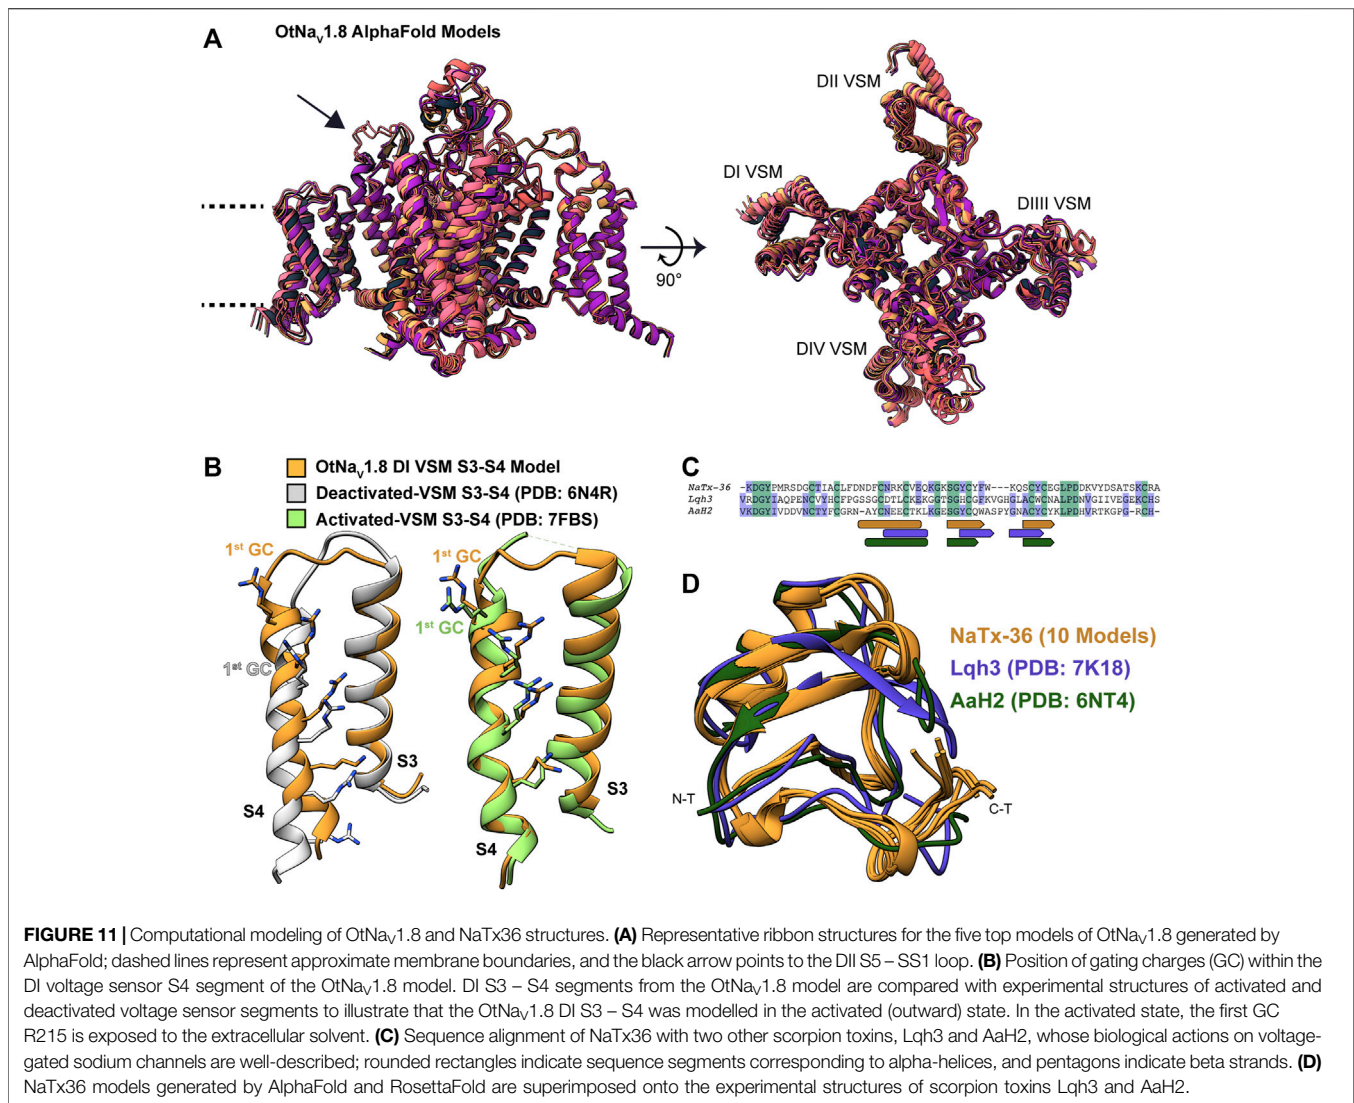 A
OtNaV1.8 AlphaFold Models
DII VSM
DI VSM
DIIII VSM
90°
DIV VSM
B
OtNaV1.8 DI VSM S3-S4 Model
Deactivated-VSM S3-S4 (PDB: 6N4R)
Activated-VSM S3-S4 (PDB: 7FBS)
1st GC
1st GC
1st GC
1st GC
S3
S4
S3
S4
C
NaTx-36 -KDGYPMRSDGCTIACLFDNDFCNRKCVEQKGKSGYCYFW---KQSCYCEGLPDDKVYDSATSKCRA
Lqh3 VRDGYIAQPENCVYHCFPGSSGCDTLCKEKGGTSGHCGFKVGHGLACWCNALPDNVGIIVEGEKCHS
AaH2 VKDGYIVDDVNCTYFCGRN-AYCNEECTKLKGESGYCQWASPYGNACYCYKLPDHVRTKGPG-RCH-
D
NaTx-36 (10 Models)
Lqh3 (PDB: 7K18)
AaH2 (PDB: 6NT4)
N-T
C-T
FIGURE 11 | Computational modeling of OtNaV1.8 and NaTx36 structures. (A) Representative ribbon structures for the five top models of OtNaV1.8 generated by
AlphaFold; dashed lines represent approximate membrane boundaries, and the black arrow points to the DII S5 – SS1 loop. (B) Position of gating charges (GC) within the
DI voltage sensor S4 segment of the OtNaV1.8 model. DI S3 – S4 segments from the OtNaV1.8 model are compared with experimental structures of activated and
deactivated voltage sensor segments to illustrate that the OtNaV1.8 DI S3 – S4 was modelled in the activated (outward) state. In the activated state, the first GC
R215 is exposed to the extracellular solvent. (C) Sequence alignment of NaTx36 with two other scorpion toxins, Lqh3 and AaH2, whose biological actions on voltage-
gated sodium channels are well-described; rounded rectangles indicate sequence segments corresponding to alpha-helices, and pentagons indicate beta strands. (D)
NaTx36 models generated by AlphaFold and RosettaFold are superimposed onto the experimental structures of scorpion toxins Lqh3 and AaH2.